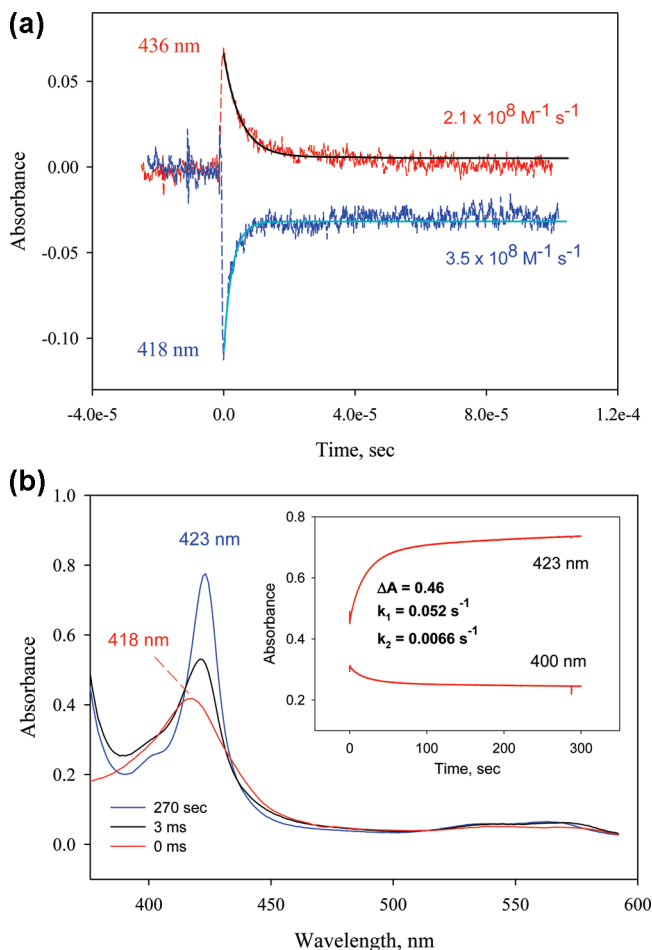 (a)
436 nm
2.1 x 10⁸ M⁻¹ s⁻¹
3.5 x 10⁸ M⁻¹ s⁻¹
418 nm
0.05
0.00
-0.05
-0.10
Absorbance
-4.0e-5 0.0 4.0e-5 8.0e-5 1.2e-4
Time, sec
(b)
1.0
0.8
0.6
0.4
0.2
0.0
Absorbance
423 nm
418 nm
270 sec
3 ms
0 ms
0.8
0.6
0.4
0.2
Absorbance
423 nm
ΔA = 0.46
k₁ = 0.052 s⁻¹
k₂ = 0.0066 s⁻¹
400 nm
0 100 200 300
Time, sec
400 450 500 550 600
Wavelength, nm